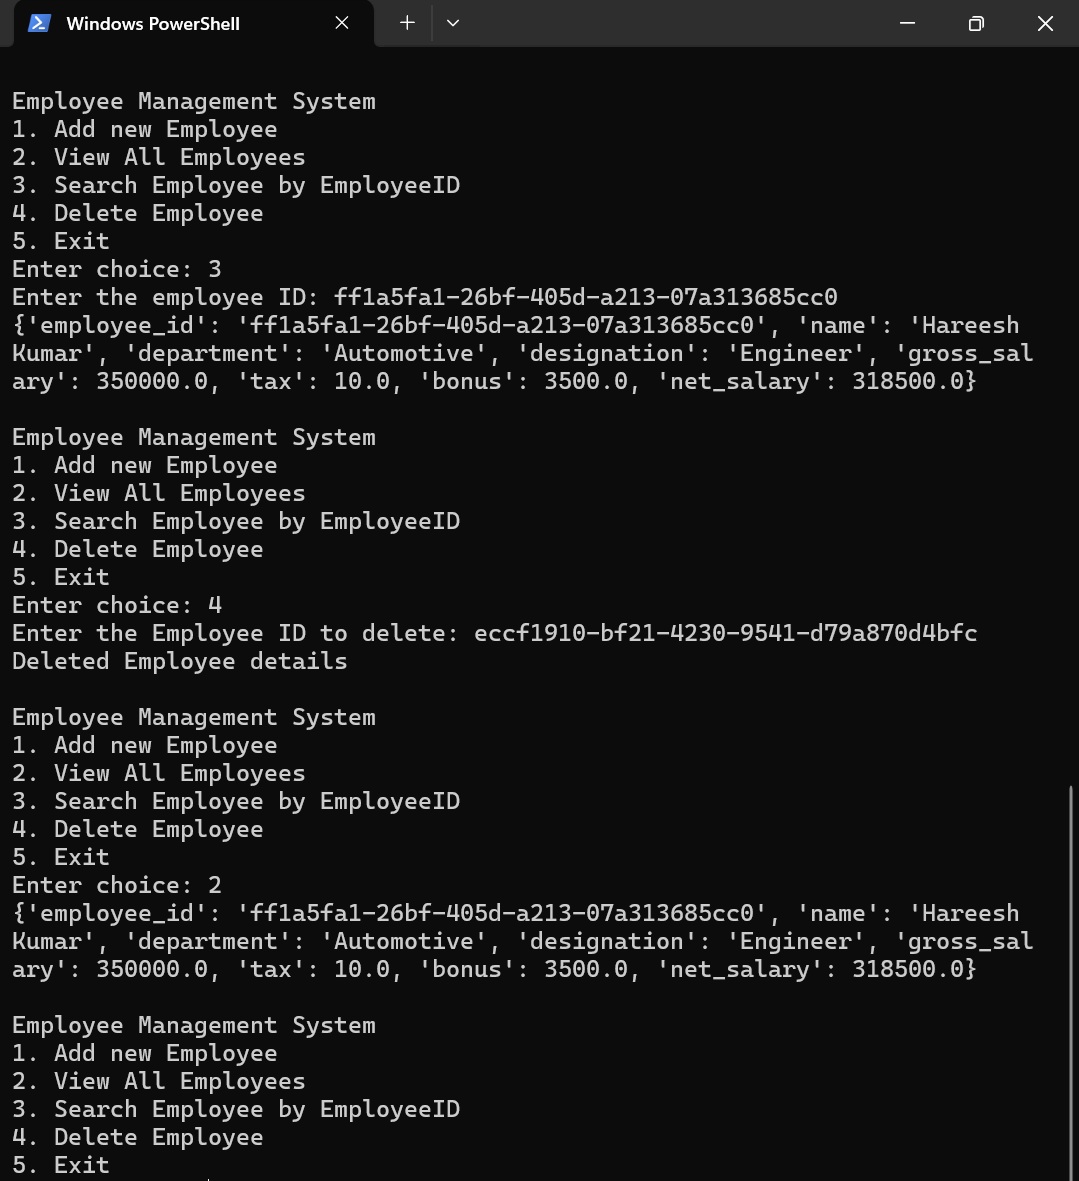 Windows PowerShell
Employee Management System
1. Add new Employee
2. View All Employees
3. Search Employee by EmployeeID
4. Delete Employee
5. Exit
Enter choice: 3
Enter the employee ID: ff1a5fa1-26bf-405d-a213-07a313685cc0
{'employee_id': 'ff1a5fa1-26bf-405d-a213-07a313685cc0', 'name': 'Hareesh
Kumar', 'department': 'Automotive', 'designation': 'Engineer', 'gross_sal
ary': 350000.0, 'tax': 10.0, 'bonus': 3500.0, 'net_salary': 318500.0}
Employee Management System
1. Add new Employee
2. View All Employees
3. Search Employee by EmployeeID
4. Delete Employee
5. Exit
Enter choice: 4
Enter the Employee ID to delete: eccf1910-bf21-4230-9541-d79a870d4bfc
Deleted Employee details
Employee Management System
1. Add new Employee
2. View All Employees
3. Search Employee by EmployeeID
4. Delete Employee
5. Exit
Enter choice: 2
{'employee_id': 'ff1a5fa1-26bf-405d-a213-07a313685cc0', 'name': 'Hareesh
Kumar', 'department': 'Automotive', 'designation': 'Engineer', 'gross_sal
ary': 350000.0, 'tax': 10.0, 'bonus': 3500.0, 'net_salary': 318500.0}
Employee Management System
1. Add new Employee
2. View All Employees
3. Search Employee by EmployeeID
4. Delete Employee
5. Exit